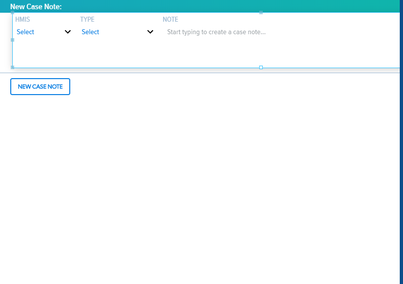 New Case Note:
HMIS TYPE NOTE
Select Select Start typing to create a case note...
NEW CASE NOTE